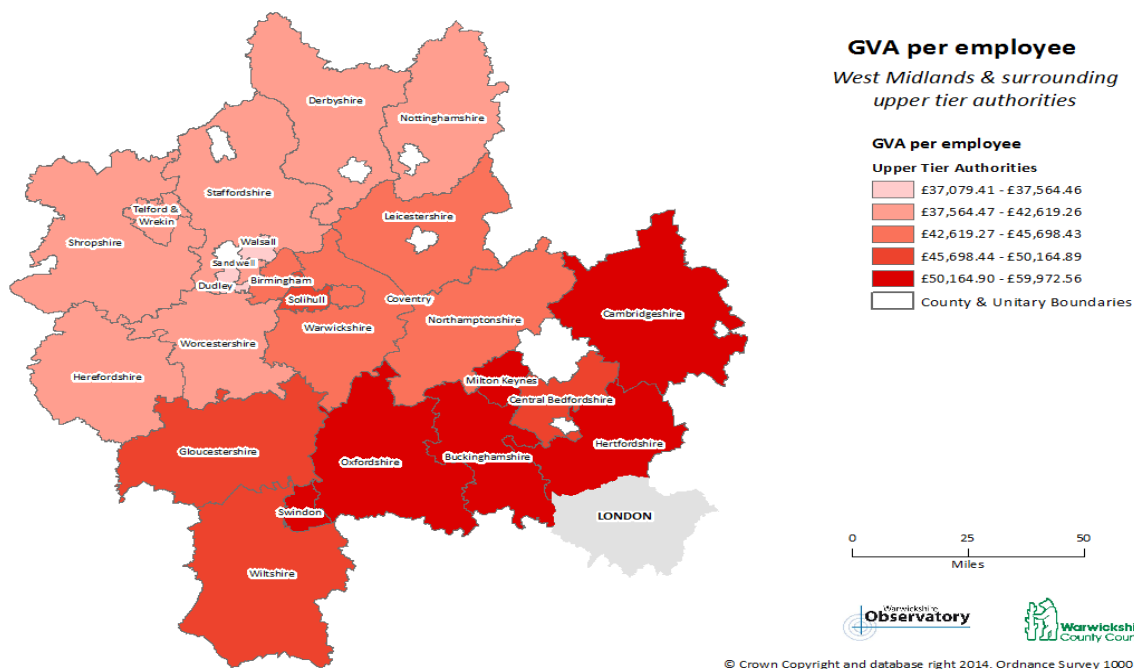 GVA per employee
West Midlands & surrounding
upper tier authorities
GVA per employee
Upper Tier Authorities
£37,079.41 - £37,564.46
£37,564.47 - £42,619.26
£42,619.27 - £45,698.43
£45,698.44 - £50,164.89
£50,164.90 - £59,972.56
County & Unitary Boundaries
Derbyshire
Nottinghamshire
Staffordshire
Telford &
Wrekin
Leicestershire
Shropshire
Walsall
Sandwell
Birmingham
Dudley
Solihull
Coventry
Cambridgeshire
Northamptonshire
Warwickshire
Worcestershire
Herefordshire
Milton Keynes
Central Bedfordshire
Hertfordshire
Gloucestershire
Buckinghamshire
Oxfordshire
Swindon
LONDON
Wiltshire
0 25 50
Miles
Warwickshire
Observatory
Warwickshi
County Coun
© Crown Copyright and database right 2014. Ordnance Survey 1000